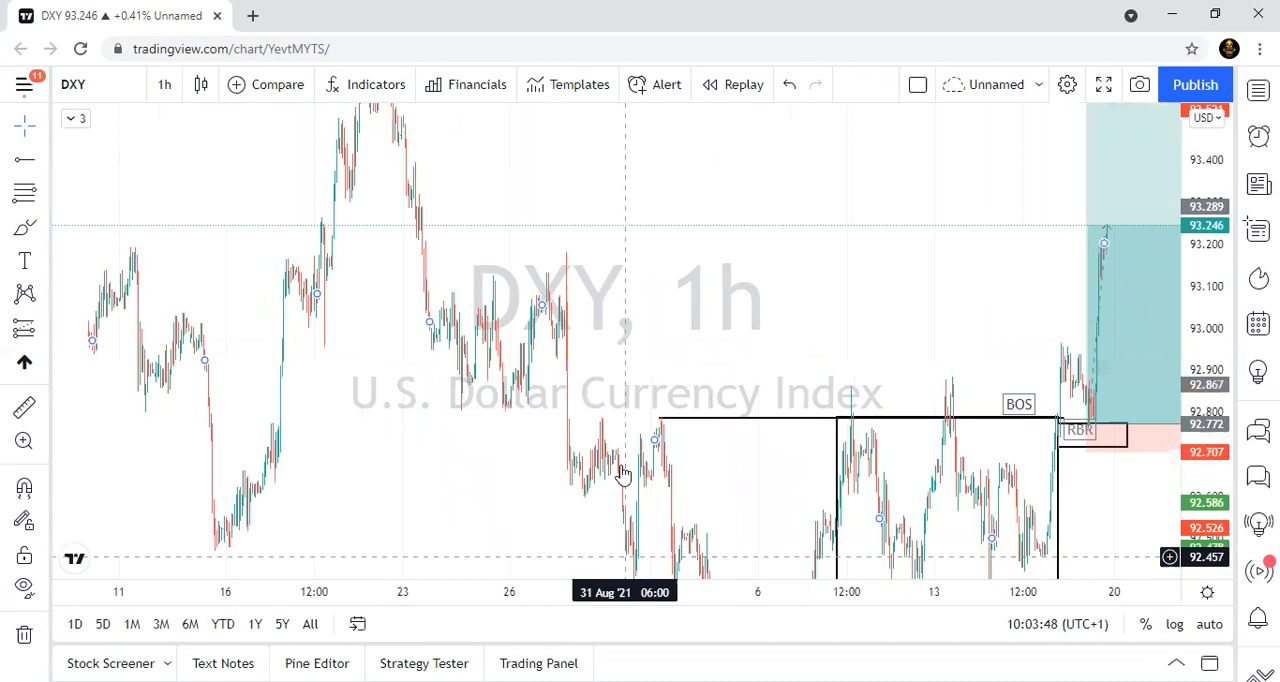 DXY 93.246 ▲ +0.41% Unnamed
tradingview.com/chart/YevtMYTS/
11
DXY
1h
Compare
Indicators
Financials
Templates
Alert
Replay
Unnamed
Publish
3
USD
93.400
93.289
93.246
93.200
93.100
93.000
92.900
92.867
92.800
92.772
92.707
92.586
92.526
92.457
DXY, 1h
U.S. Dollar Currency Index
BOS
RBR
11
16
12:00
23
26
31 Aug '21 06:00
6
12:00
13
12:00
20
1D 5D 1M 3M 6M YTD 1Y 5Y All
10:03:48 (UTC+1)
% log auto
Stock Screener
Text Notes
Pine Editor
Strategy Tester
Trading Panel